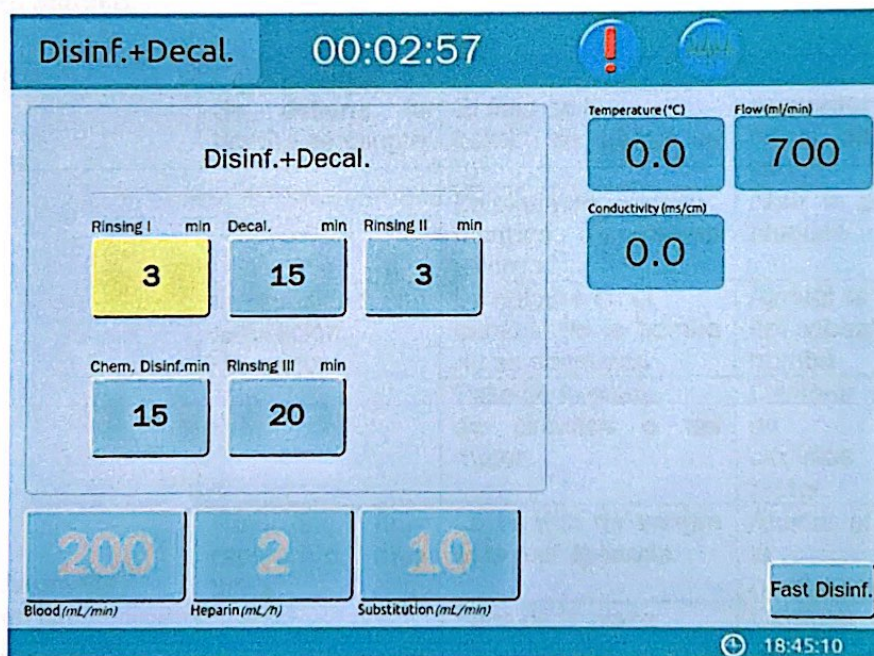 Disinf.+Decal. 00:02:57
Temperature(°C) Flow(ml/min)
0.0 700
Disinf.+Decal.
Conductivity(ms/cm)
0.0
Rinsing I min Decal. min Rinsing II min
3 15 3
Chem. Disinf.min Rinsing III min
15 20
200 2 10
Blood(mL/min) Heparin(mL/h) Substitution(mL/min)
Fast Disinf.
18:45:10